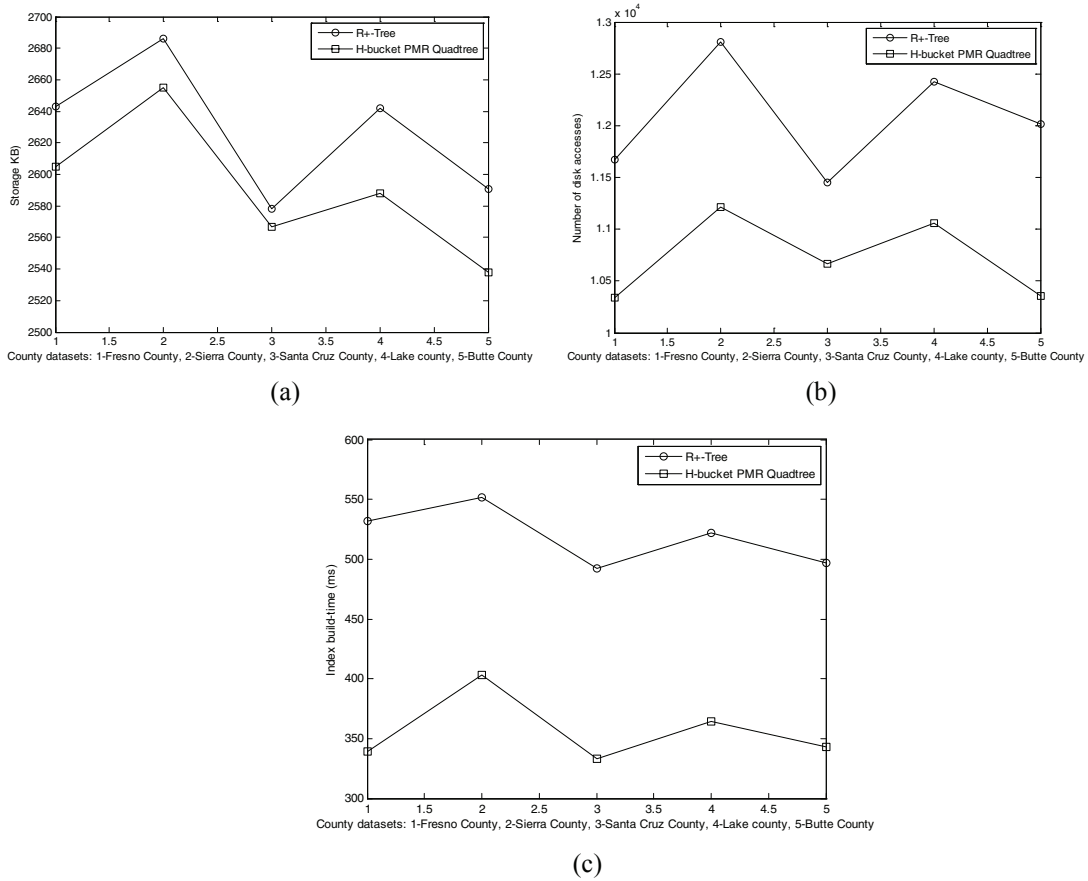 2700
2680
2660
2640
2620
2600
2580
2560
2540
2520
2500
Storage KB)
R+-Tree
H-bucket PMR Quadtree
1 1.5 2 2.5 3 3.5 4 4.5 5
County datasets: 1-Fresno County, 2-Sierra County, 3-Santa Cruz County, 4-Lake county, 5-Butte County
(a)
x 10⁴
1.3
1.25
1.2
1.15
1.1
1.05
1
Number of disk accesses)
R+-Tree
H-bucket PMR Quadtree
1 1.5 2 2.5 3 3.5 4 4.5 5
County datasets: 1-Fresno County, 2-Sierra County, 3-Santa Cruz County, 4-Lake county, 5-Butte County
(b)
600
550
500
450
400
350
300
Index build-time (ms)
R+-Tree
H-bucket PMR Quadtree
1 1.5 2 2.5 3 3.5 4 4.5 5
County datasets: 1-Fresno County, 2-Sierra County, 3-Santa Cruz County, 4-Lake county, 5-Butte County
(c)